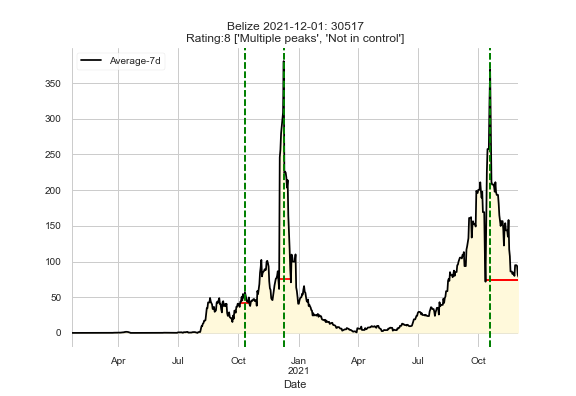 Belize 2021-12-01: 30517
Rating:8 ['Multiple peaks', 'Not in control']
Average-7d
350
300
250
200
150
100
50
0
Apr Jul Oct Jan Apr Jul Oct
2021
Date